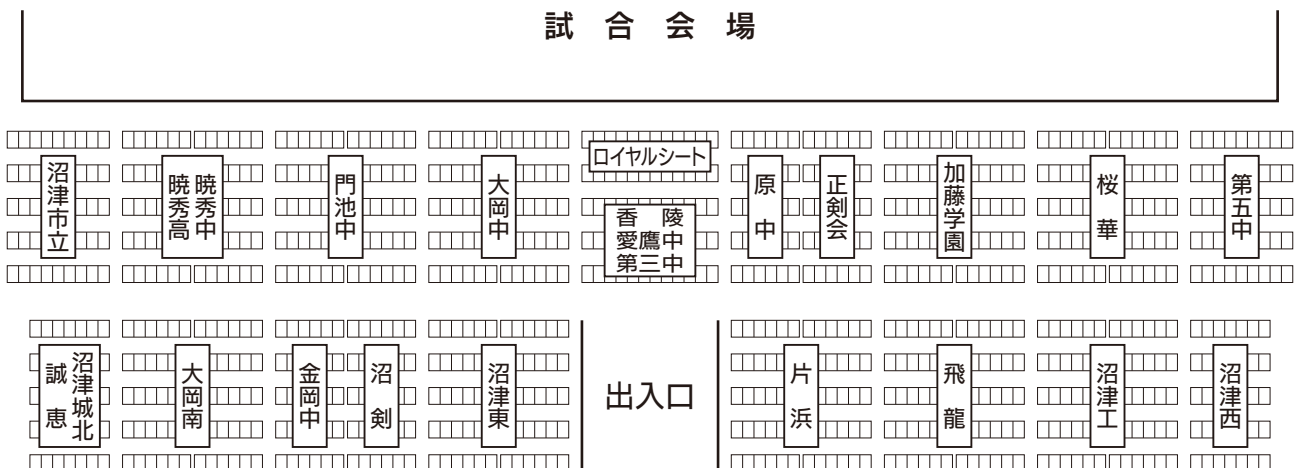 試合会場
沼津市立
暁秀中
暁秀高
門池中
大岡中
ロイヤルシート
香陵
愛鷹中
第三中
原中
正剣会
加藤学園
桜華
第五中
沼津城北
誠恵
大岡南
金岡中
沼剣
沼津東
出入口
片浜
飛龍
沼津工
沼津西